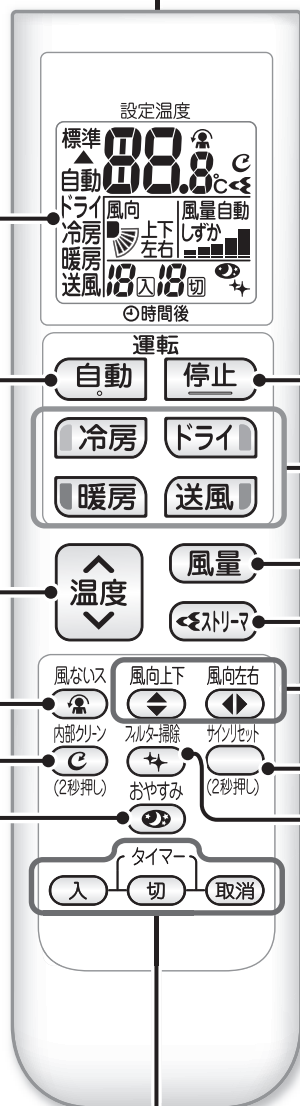 設定温度
標準 88.8℃
自動
ドライ 風向 風量自動
冷房 上下 しずか
暖房 左右
送風 18入 18切
時間後
運転
自動 停止
冷房 ドライ
暖房 送風
温度 風量
ストリーマ
風ないス 風向上下 風向左右
内部クリーン フィルター掃除 サインリセット
(2秒押し) (2秒押し)
おやすみ
タイマー
入 切 取消